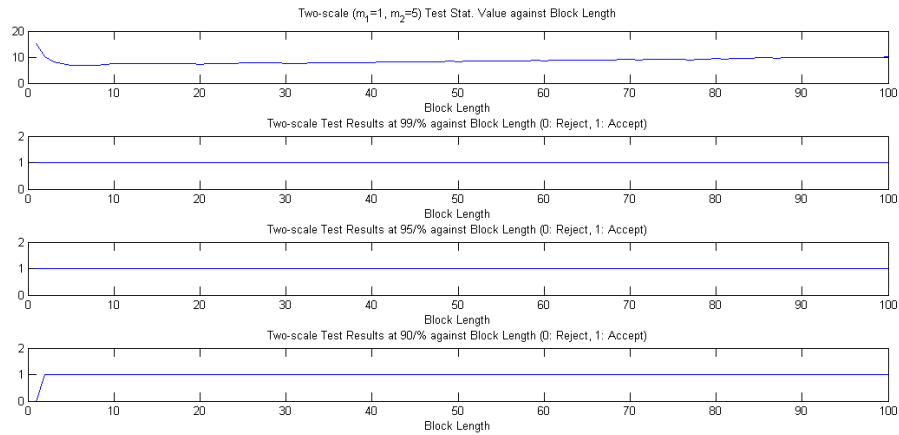 Two-scale (m1=1, m2=5) Test Stat. Value against Block Length
20
10
0
0 10 20 30 40 50 60 70 80 90 100
Block Length
Two-scale Test Results at 99/% against Block Length (0: Reject, 1: Accept)
2
1
0
0 10 20 30 40 50 60 70 80 90 100
Block Length
Two-scale Test Results at 95/% against Block Length (0: Reject, 1: Accept)
2
1
0
0 10 20 30 40 50 60 70 80 90 100
Block Length
Two-scale Test Results at 90/% against Block Length (0: Reject, 1: Accept)
2
1
0
0 10 20 30 40 50 60 70 80 90 100
Block Length